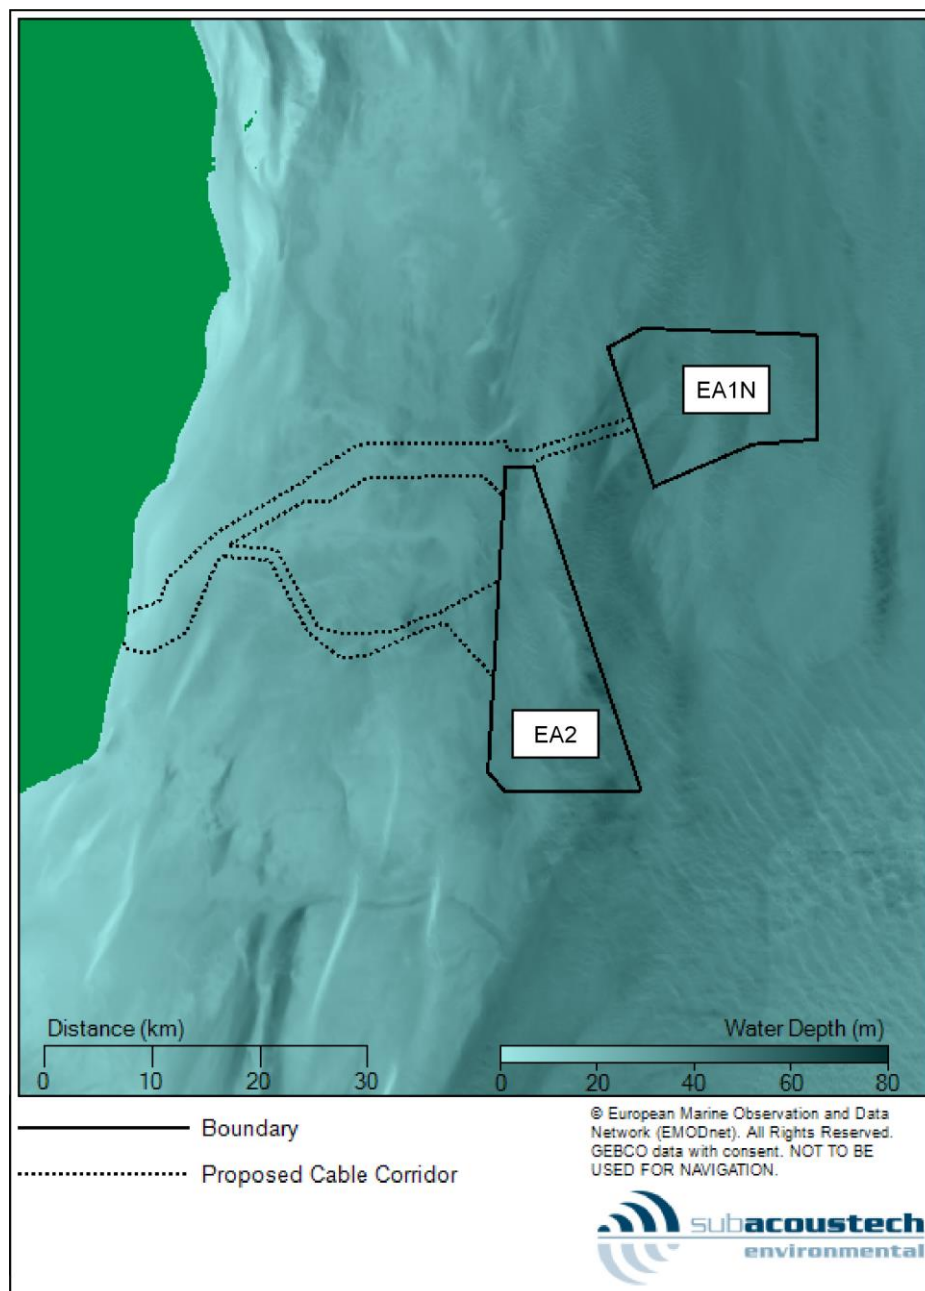 EA1N
EA2
Distance (km)
0 10 20 30
Water Depth (m)
0 20 40 60 80
Boundary
Proposed Cable Corridor
© European Marine Observation and Data
Network (EMODnet). All Rights Reserved.
GEBCO data with consent. NOT TO BE
USED FOR NAVIGATION.
subacoustech
environmental